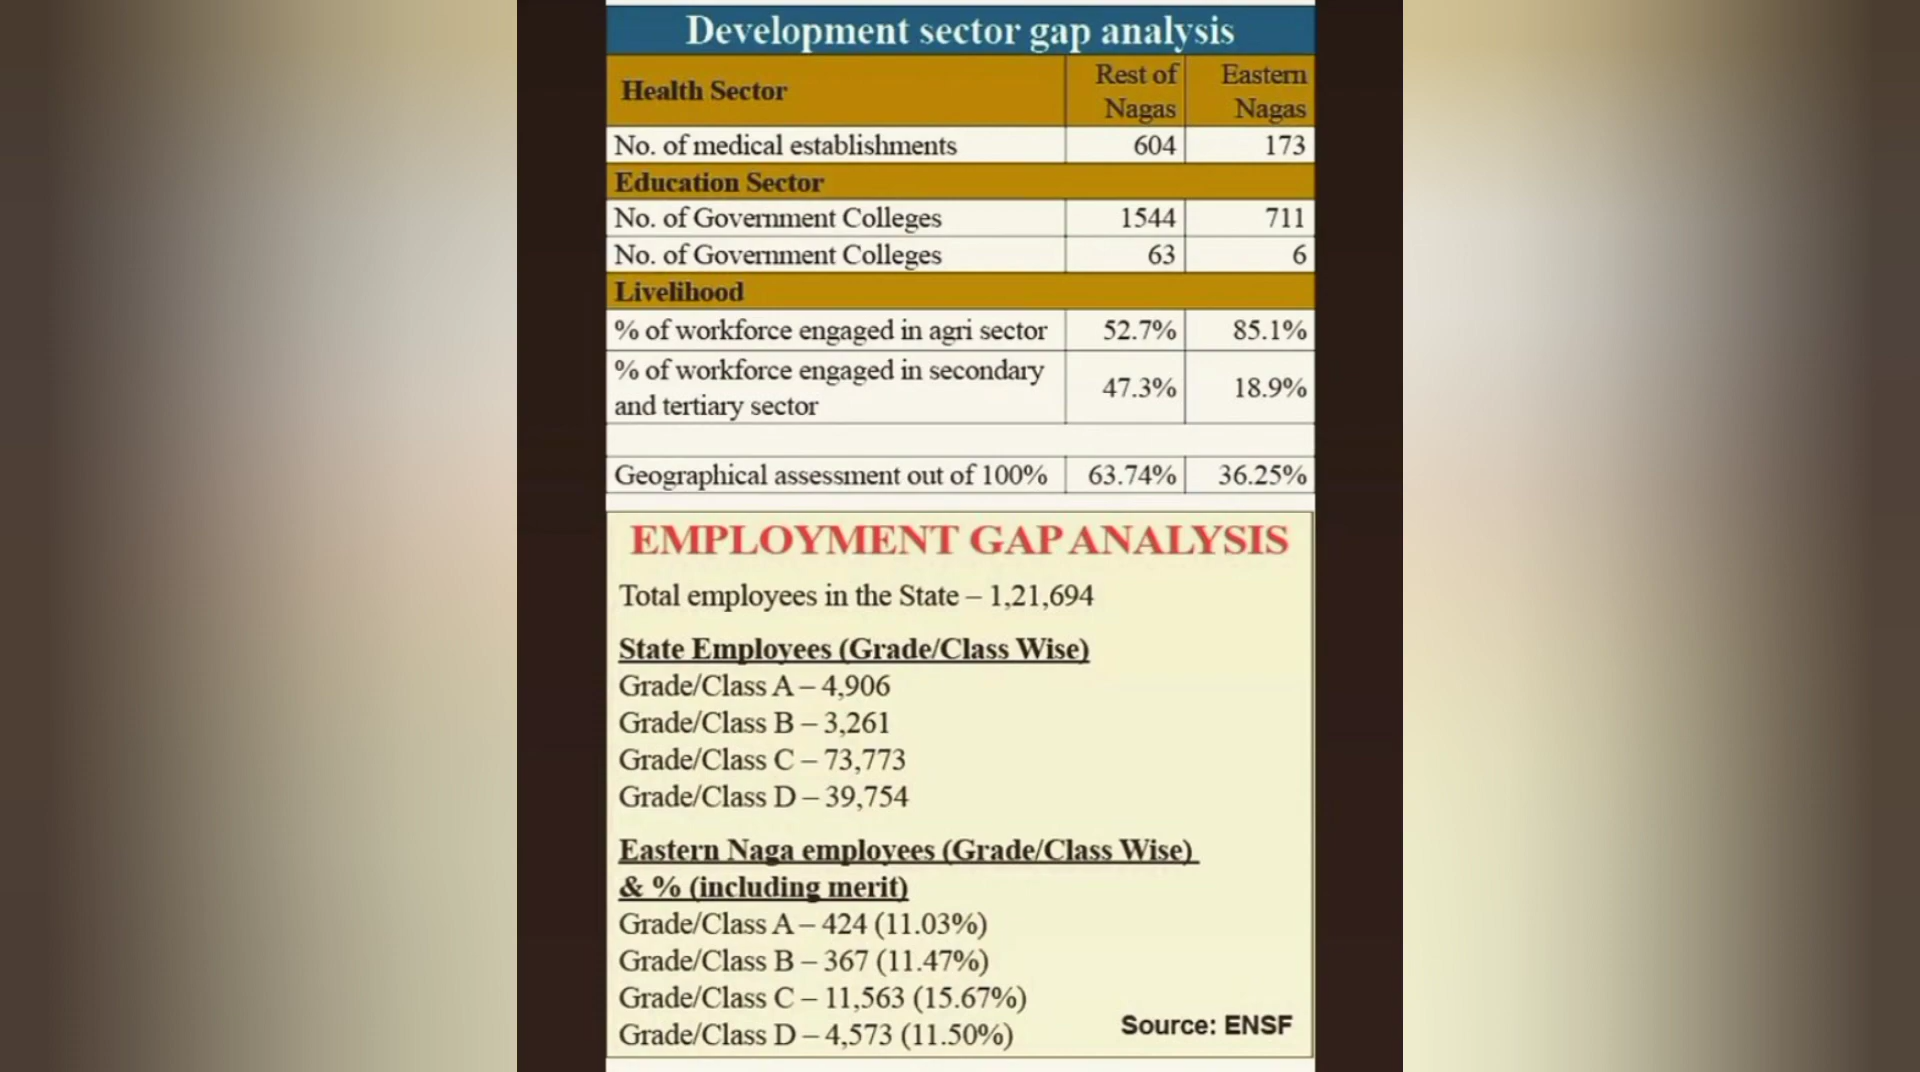 Development sector gap analysis
Health Sector Rest of Nagas Eastern Nagas
No. of medical establishments 604 173
Education Sector
No. of Government Colleges 1544 711
No. of Government Colleges 63 6
Livelihood
% of workforce engaged in agri sector 52.7% 85.1%
% of workforce engaged in secondary
and tertiary sector 47.3% 18.9%
Geographical assessment out of 100% 63.74% 36.25%
EMPLOYMENT GAP ANALYSIS
Total employees in the State – 1,21,694
State Employees (Grade/Class Wise)
Grade/Class A – 4,906
Grade/Class B – 3,261
Grade/Class C – 73,773
Grade/Class D – 39,754
Eastern Naga employees (Grade/Class Wise)
& % (including merit)
Grade/Class A – 424 (11.03%)
Grade/Class B – 367 (11.47%)
Grade/Class C – 11,563 (15.67%)
Grade/Class D – 4,573 (11.50%)
Source: ENSF